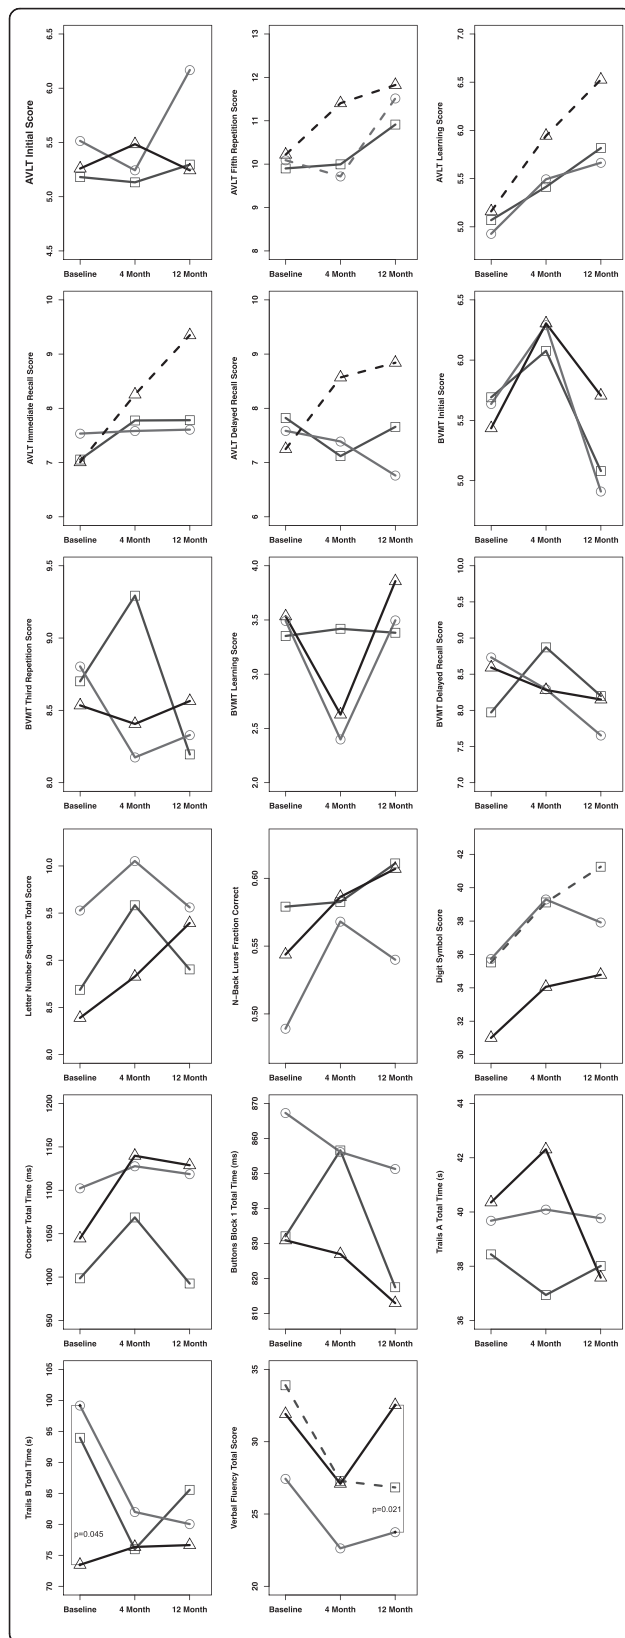 AVLT Initial Score
6.5
6.0
5.5
5.0
4.5
Baseline 4 Month 12 Month
AVLT Fifth Repetition Score
13
12
11
10
9
8
Baseline 4 Month 12 Month
AVLT Learning Score
7.0
6.5
6.0
5.5
5.0
Baseline 4 Month 12 Month
AVLT Immediate Recall Score
10
9
8
7
6
Baseline 4 Month 12 Month
AVLT Delayed Recall Score
10
9
8
7
6
Baseline 4 Month 12 Month
BVMT Initial Score
6.5
6.0
5.5
5.0
Baseline 4 Month 12 Month
BVMT Third Repetition Score
9.5
9.0
8.5
8.0
Baseline 4 Month 12 Month
BVMT Learning Score
4.0
3.5
3.0
2.5
2.0
Baseline 4 Month 12 Month
BVMT Delayed Recall Score
10.0
9.5
9.0
8.5
8.0
7.5
7.0
Baseline 4 Month 12 Month
Letter Number Sequence Total Score
10.0
9.5
9.0
8.5
8.0
Baseline 4 Month 12 Month
N−Back Lures Fraction Correct
0.60
0.55
0.50
Baseline 4 Month 12 Month
Digit Symbol Score
42
40
38
36
34
32
30
Baseline 4 Month 12 Month
Chooser Total Time (ms)
1200
1150
1100
1050
1000
950
Baseline 4 Month 12 Month
Buttons Block 1 Total Time (ms)
870
860
850
830
820
810
Baseline 4 Month 12 Month
Trails A Total Time (s)
44
42
40
38
36
Baseline 4 Month 12 Month
Trails B Total Time (s)
105
100
95
90
85
80
75
70
p=0.045
Baseline 4 Month 12 Month
Verbal Fluency Total Score
35
30
25
20
p=0.021
Baseline 4 Month 12 Month